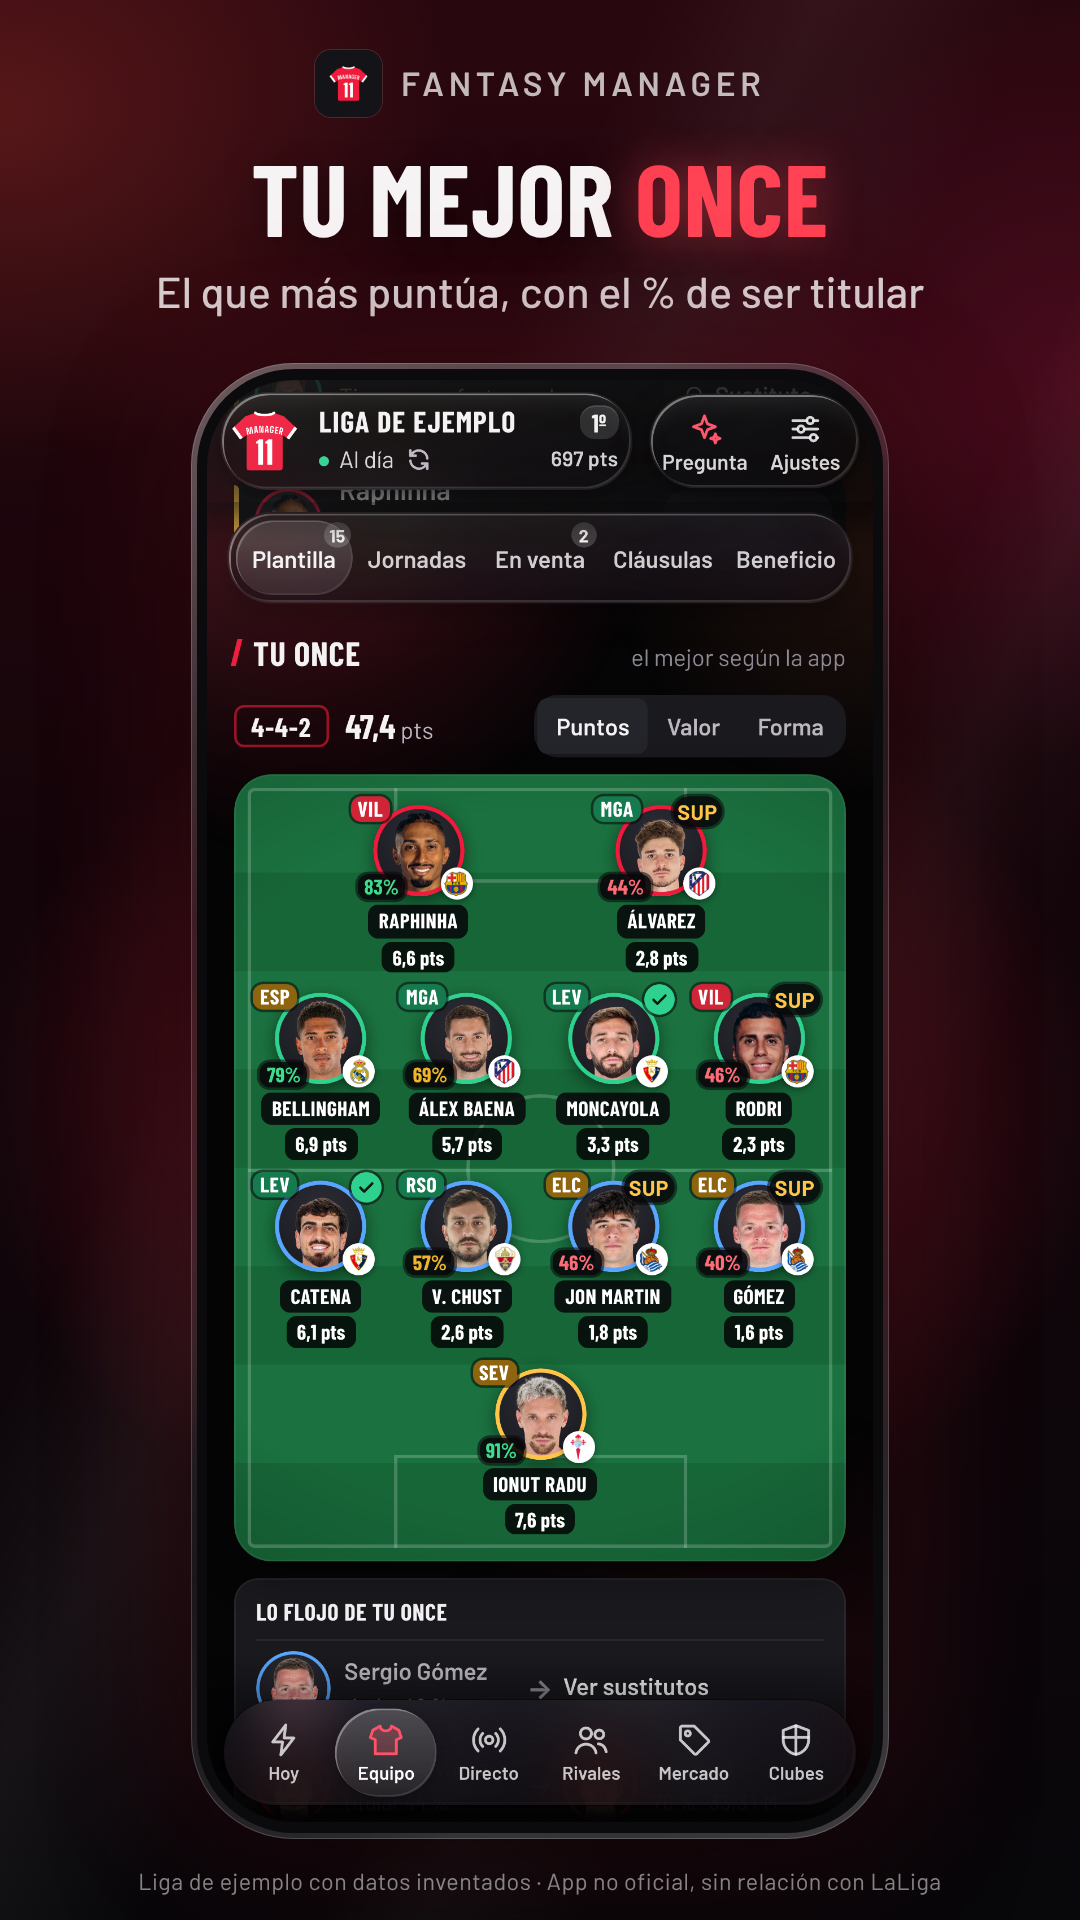 MANAGER
11
FANTASY MANAGER
TU MEJOR ONCE
El que más puntúa, con el % de ser titular
Sustituto
MANAGER
11
LIGA DE EJEMPLO
1º
Al día
697 pts
Pregunta
Ajustes
Raphinha
Plantilla
15
Jornadas
En venta
2
Cláusulas
Beneficio
TU ONCE
el mejor según la app
4-4-2
47,4 pts
Puntos
Valor
Forma
VIL
83%
RAPHINHA
6,6 pts
MGA
SUP
44%
ÁLVAREZ
2,8 pts
ESP
79%
BELLINGHAM
6,9 pts
MGA
69%
ÁLEX BAENA
5,7 pts
LEV
MONCAYOLA
3,3 pts
VIL
SUP
46%
RODRI
2,3 pts
LEV
CATENA
6,1 pts
RSO
57%
V. CHUST
2,6 pts
ELC
SUP
46%
JON MARTIN
1,8 pts
ELC
SUP
40%
GÓMEZ
1,6 pts
SEV
91%
IONUT RADU
7,6 pts
LO FLOJO DE TU ONCE
Sergio Gómez
Ver sustitutos
Hoy
Equipo
Directo
Rivales
Mercado
Clubes
Liga de ejemplo con datos inventados · App no oficial, sin relación con LaLiga